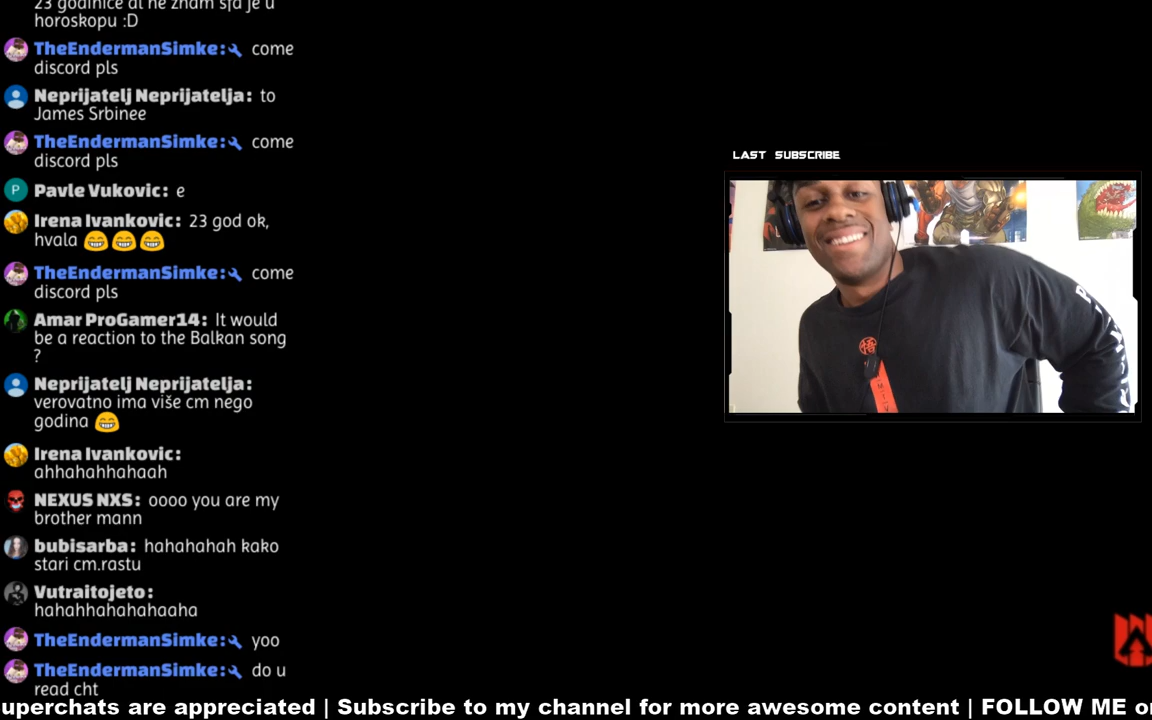 23 godinice al ne znam sta je u
horoskopu :D
TheEndermanSimke: come
discord pls
Neprijatelj Neprijatelja: to
James Srbinee
TheEndermanSimke: come
discord pls
P Pavle Vukovic: e
Irena Ivankovic: 23 god ok,
hvala 😁 😁 😁
TheEndermanSimke: come
discord pls
Amar ProGamer14: It would
be a reaction to the Balkan song
?
Neprijatelj Neprijatelja:
verovatno ima više cm nego
godina 😁
Irena Ivankovic:
ahhahahhahaah
NEXUS NXS: oooo you are my
brother mann
bubisarba: hahahahah kako
stari cm.rastu
Vutraitojeto:
hahahhahahahaaha
TheEndermanSimke: yoo
TheEndermanSimke: do u
read cht
LAST SUBSCRIBE
uperchats are appreciated | Subscribe to my channel for more awesome content | FOLLOW ME o